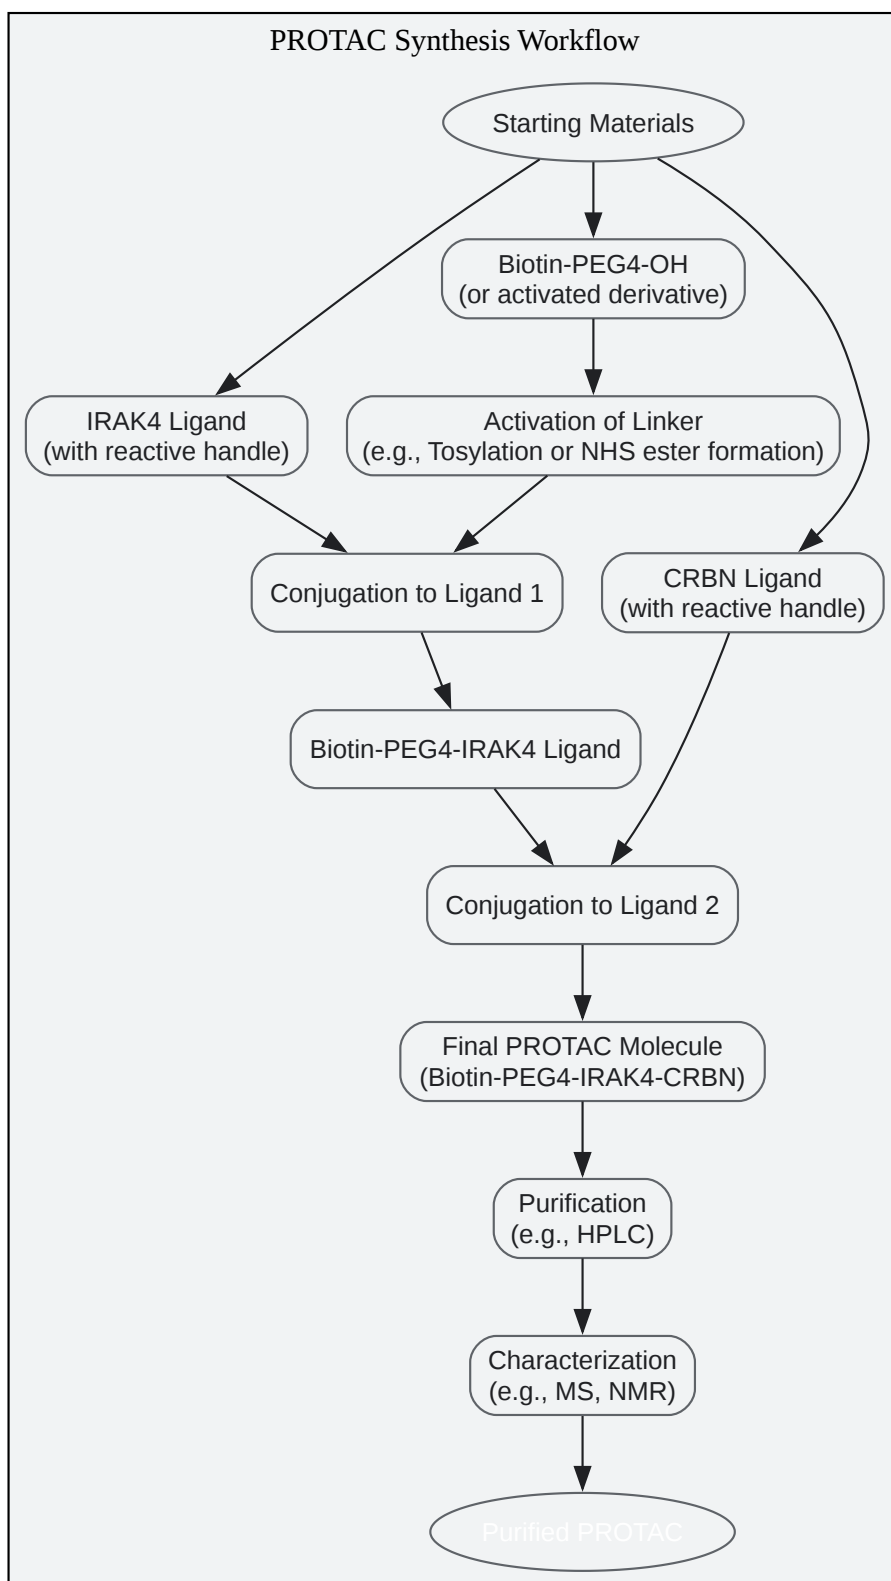 PROTAC Synthesis Workflow
Starting Materials
Biotin-PEG4-OH
(or activated derivative)
IRAK4 Ligand
(with reactive handle)
Activation of Linker
(e.g., Tosylation or NHS ester formation)
Conjugation to Ligand 1
CRBN Ligand
(with reactive handle)
Biotin-PEG4-IRAK4 Ligand
Conjugation to Ligand 2
Final PROTAC Molecule
(Biotin-PEG4-IRAK4-CRBN)
Purification
(e.g., HPLC)
Characterization
(e.g., MS, NMR)
Purified PROTAC